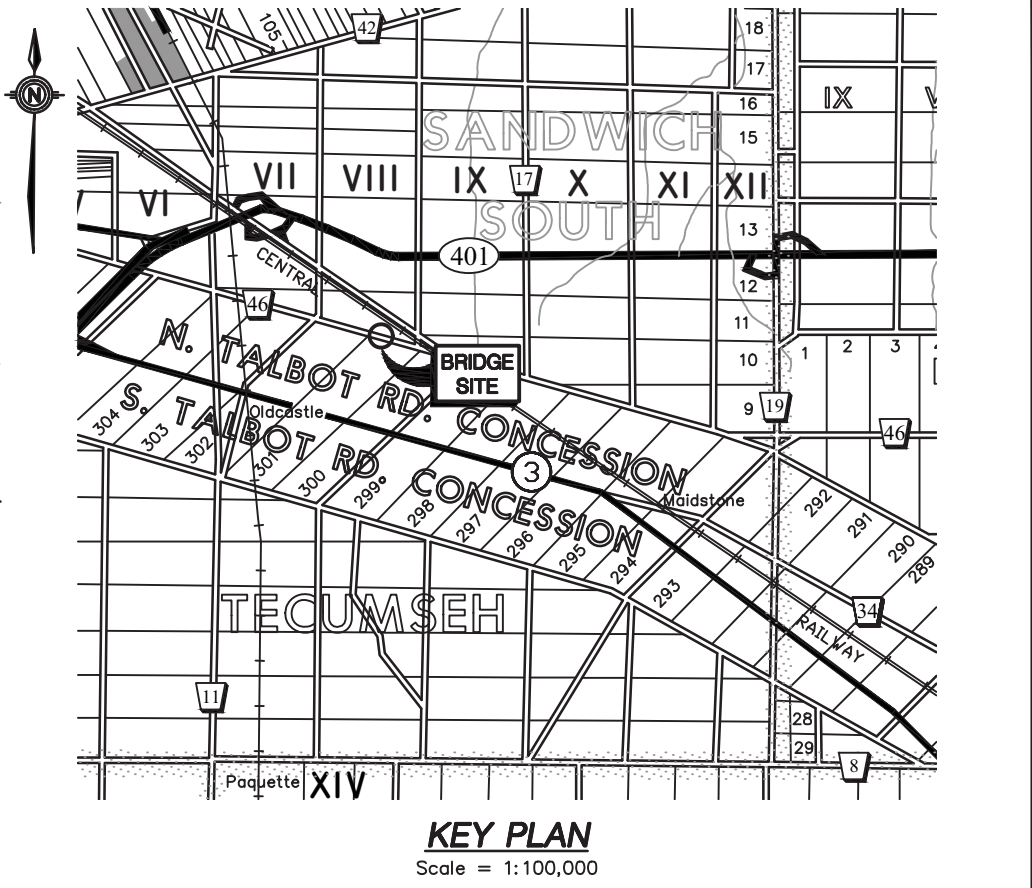 42
105
18
17
16
15
IX
N
SANDWICH
SOUTH
VI
VII
VIII
IX
17
X
XI
XII
13
401
CENTRAL
12
11
46
10
1
2
3
BRIDGE
SITE
N. TALBOT RD. CONCESSION
9
19
46
S. TALBOT RD CONCESSION
Oldcastle
3
Maidstone
304
303
302
301
300
299
298
297
296
295
294
293
292
291
290
289
TECUMSEH
34
RAILWAY
11
28
29
8
Paquette
XIV
KEY PLAN
Scale = 1:100,000